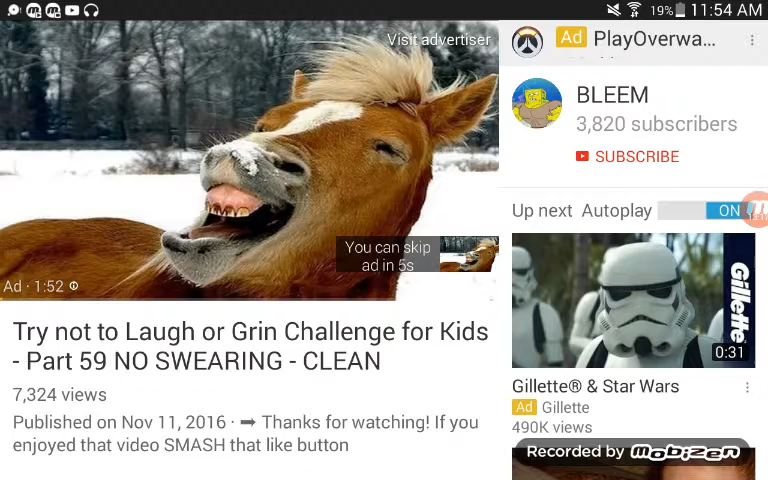 19% 11:54 AM
Visit advertiser
You can skip
ad in 5s
Ad · 1:52
Try not to Laugh or Grin Challenge for Kids
- Part 59 NO SWEARING - CLEAN
7,324 views
Published on Nov 11, 2016 · ➡ Thanks for watching! If you
enjoyed that video SMASH that like button
Ad PlayOverwa...
BLEEM
3,820 subscribers
SUBSCRIBE
Up next Autoplay ON
Gillette
0:31
Gillette® & Star Wars
Ad Gillette
490K views
Recorded by mobizen